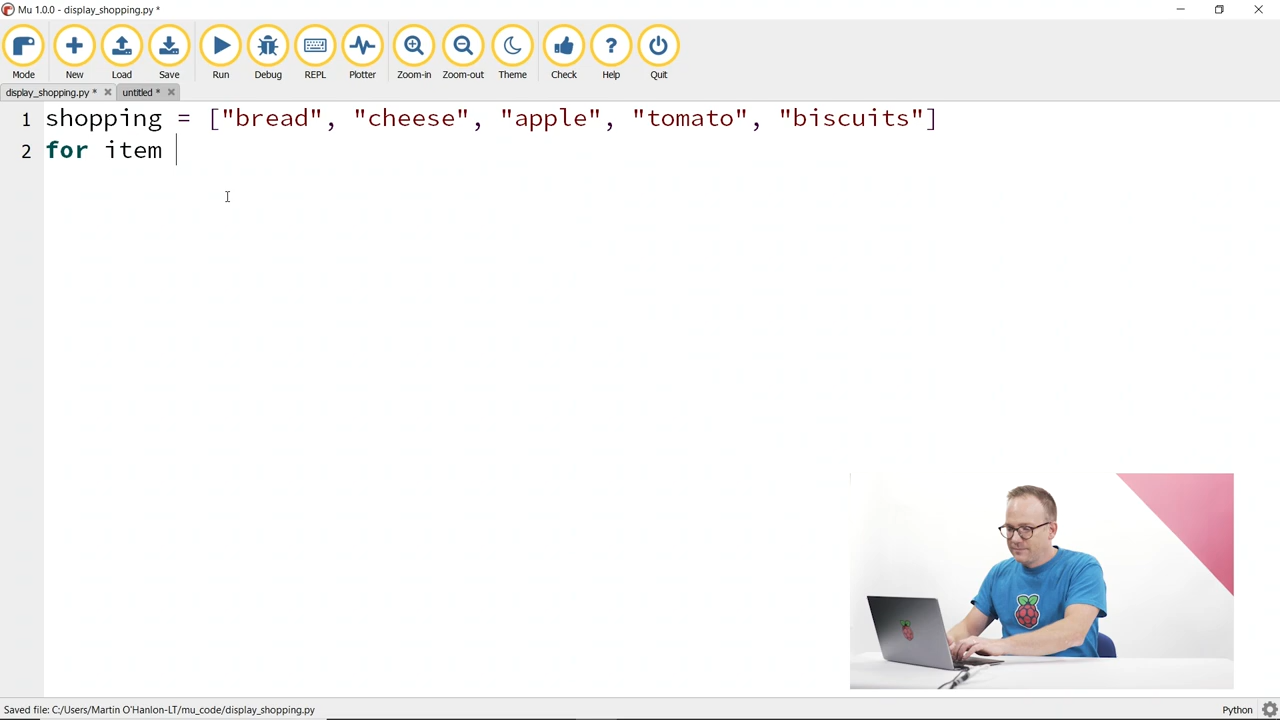 Mu 1.0.0 - display_shopping.py *
Mode New Load Save Run Debug REPL Plotter Zoom-in Zoom-out Theme Check Help Quit
display_shopping.py * untitled *
1 shopping = ["bread", "cheese", "apple", "tomato", "biscuits"]
2 for item
Saved file: C:/Users/Martin O'Hanlon-LT/mu_code/display_shopping.py Python